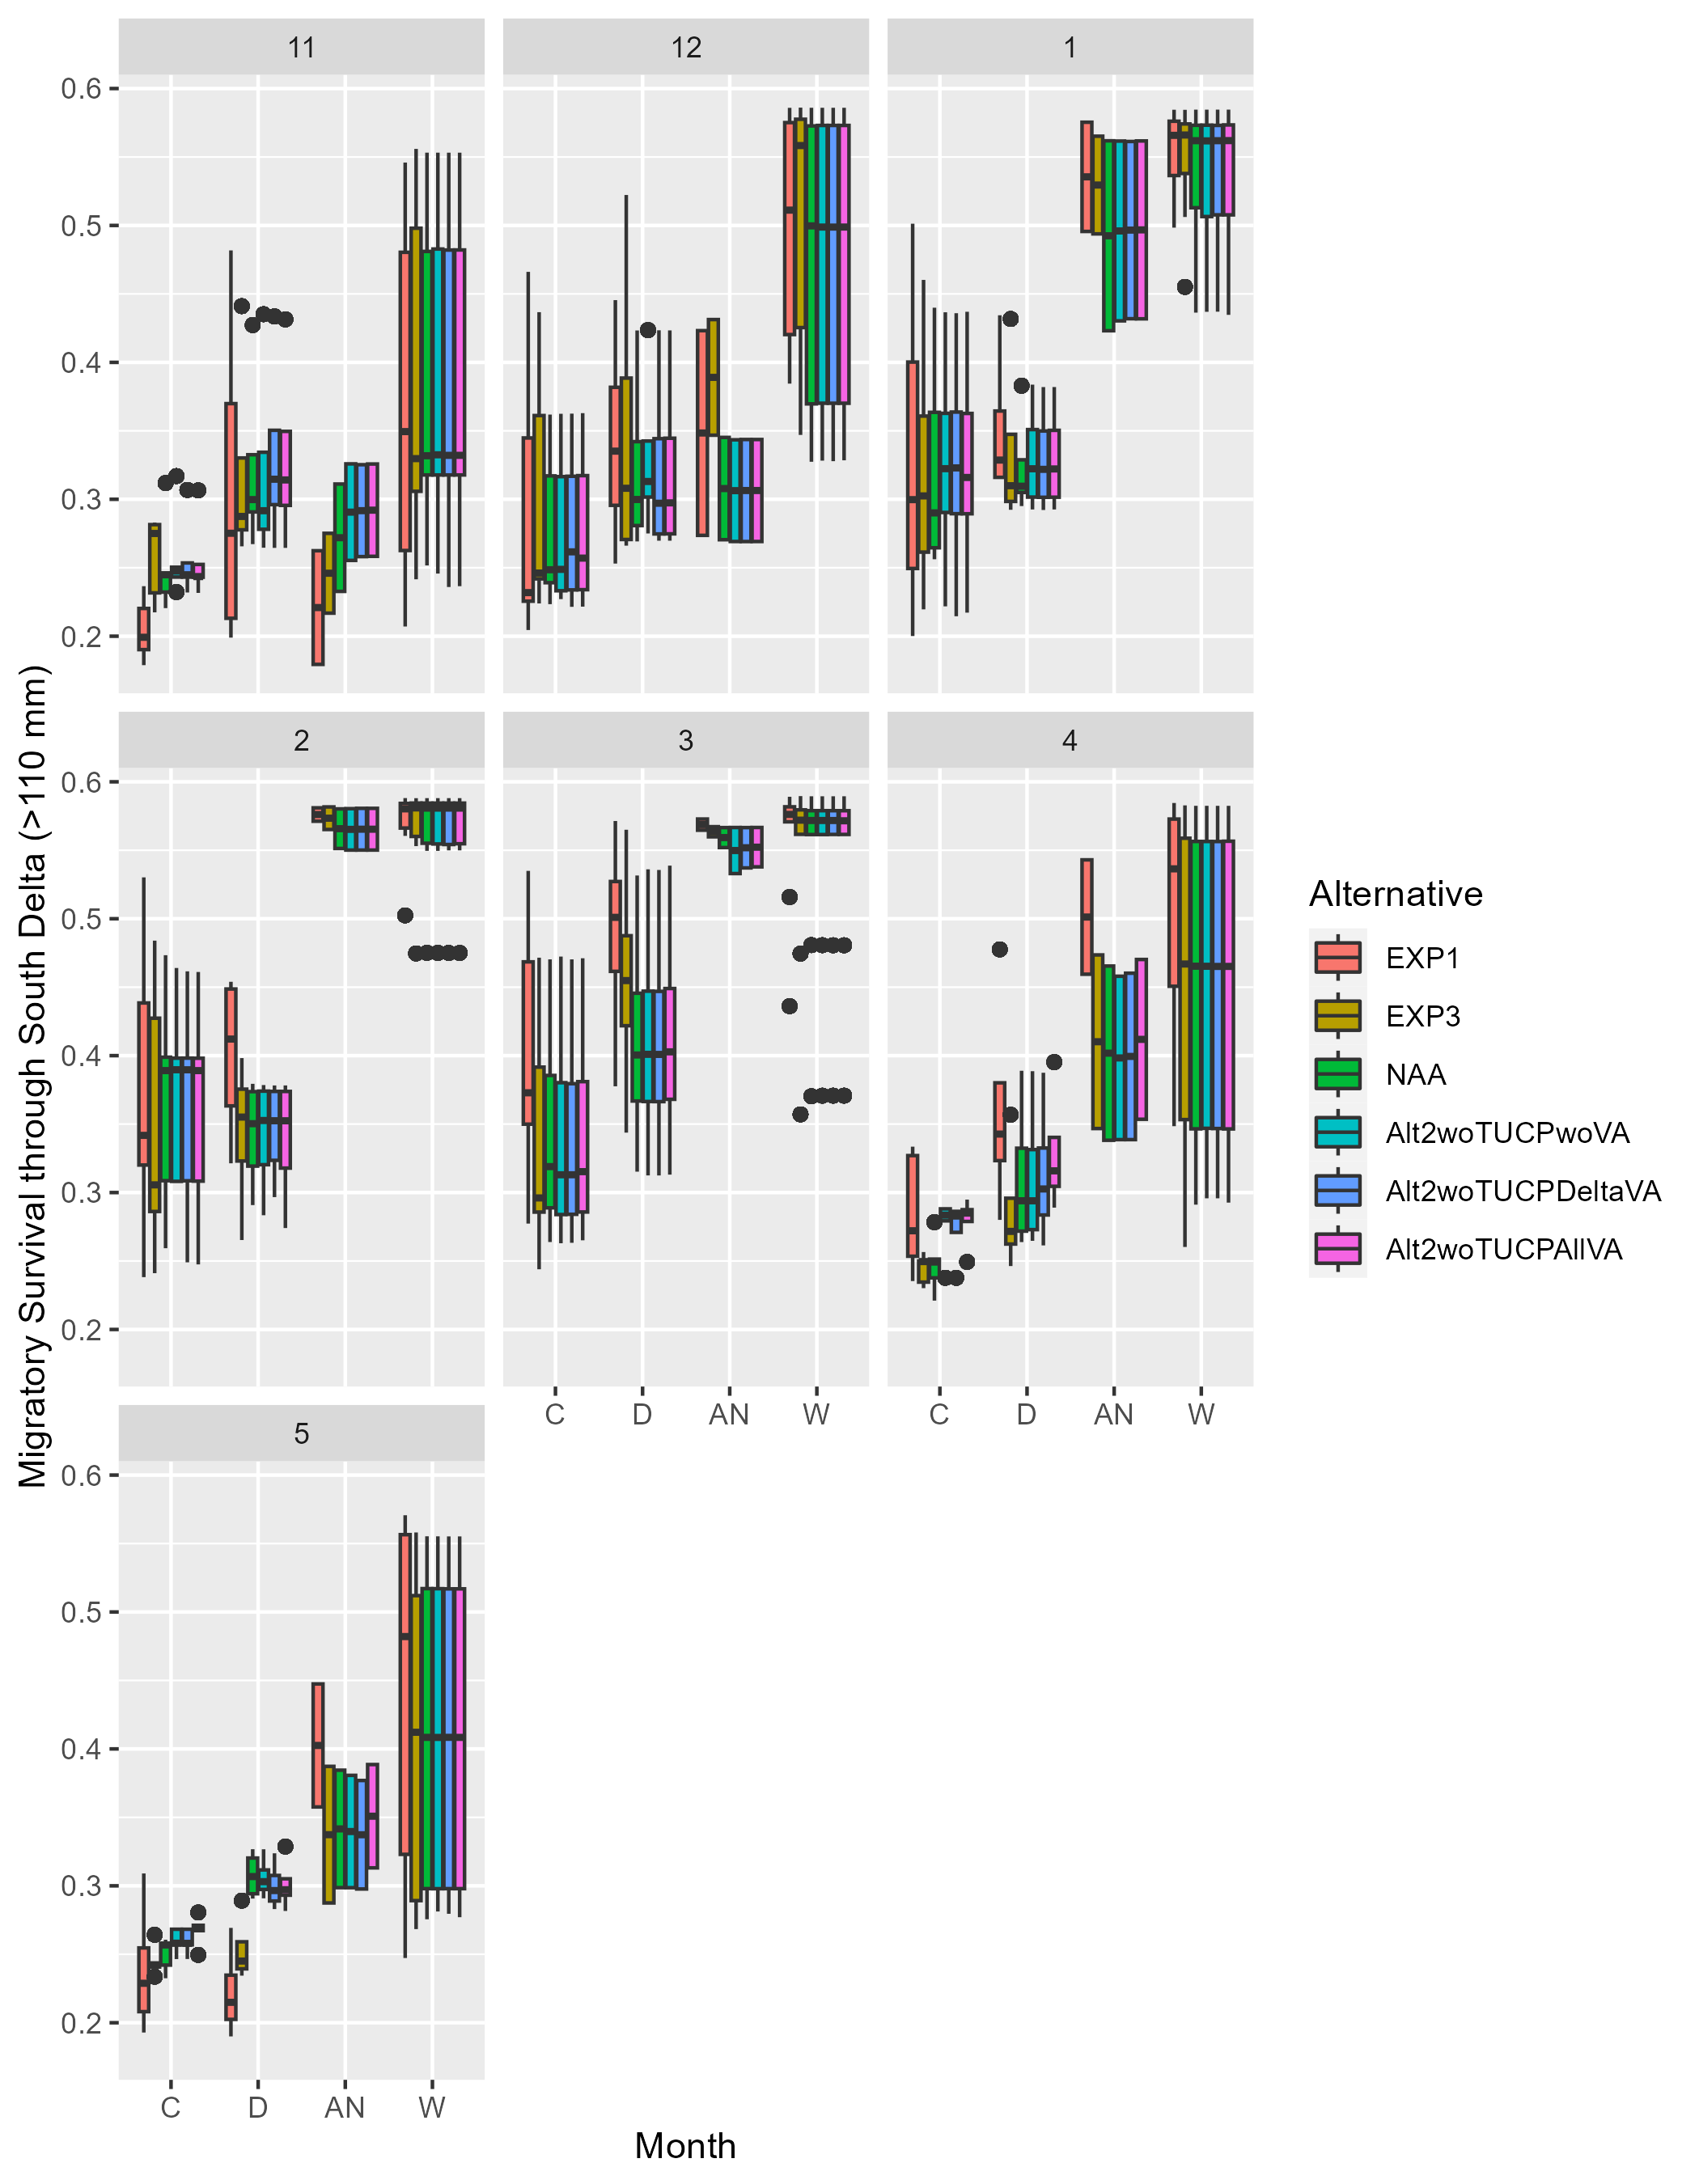 11
12
1
0.6
0.5
0.4
0.3
0.2
2
3
4
0.6
0.5
0.4
0.3
0.2
C D AN W
C D AN W
5
0.6
0.5
0.4
0.3
0.2
C D AN W
Month
Migratory Survival through South Delta (>110 mm)
Alternative
EXP1
EXP3
NAA
Alt2woTUCPwoVA
Alt2woTUCPDeltaVA
Alt2woTUCPAllVA